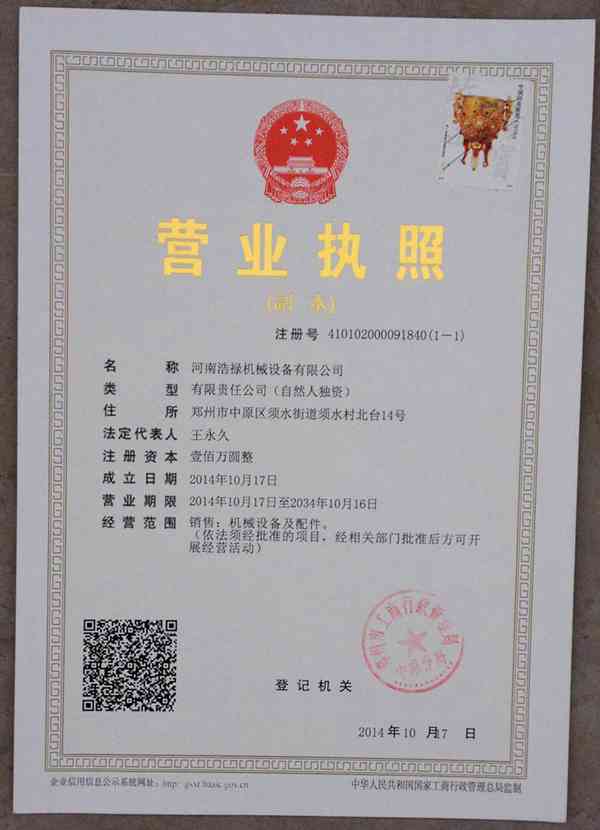 营业执照
(副本)
注册号 410102000091840(1-1)
名称 河南浩禄机械设备有限公司
类型 有限责任公司（自然人独资）
住所 郑州市中原区须水街道须水村北台14号
法定代表人 王永久
注册资本 壹佰万圆整
成立日期 2014年10月17日
营业期限 2014年10月17日至2034年10月16日
经营范围 销售：机械设备及配件。
（依法须经批准的项目，经相关部门批准后方可开
展经营活动）
登记机关
2014年10月17日
企业信用信息公示系统网址：
中华人民共和国国家工商行政管理总局监制